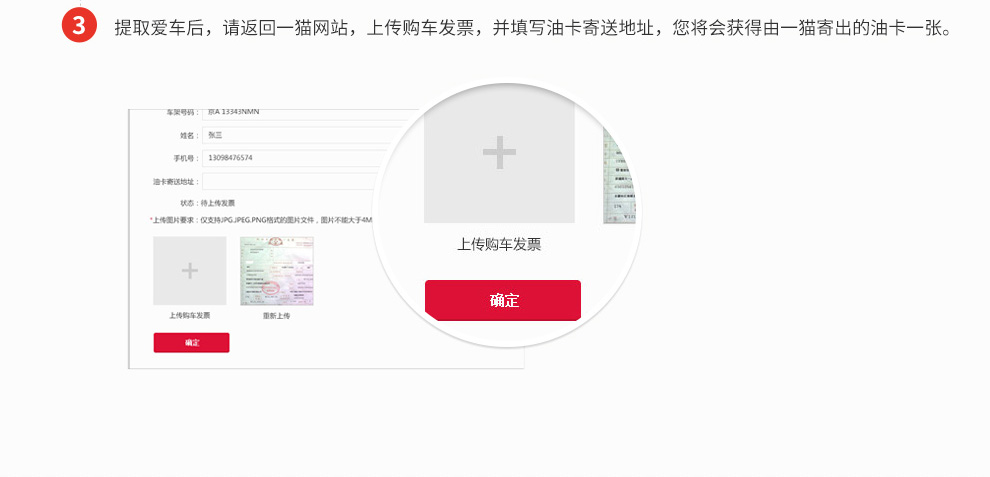 3 提取爱车后，请返回一猫网站，上传购车发票，并填写油卡寄送地址，您将会获得由一猫寄出的油卡一张。
车架号码： 京A 13343NMN
姓名： 张三
手机号： 13098476574
油卡寄送地址：
状态：待上传发票
*上传图片要求：仅支持JPG.JPEG.PNG格式的图片文件，图片不能大于4M
上传购车发票 重新上传
确定
上传购车发票
确定